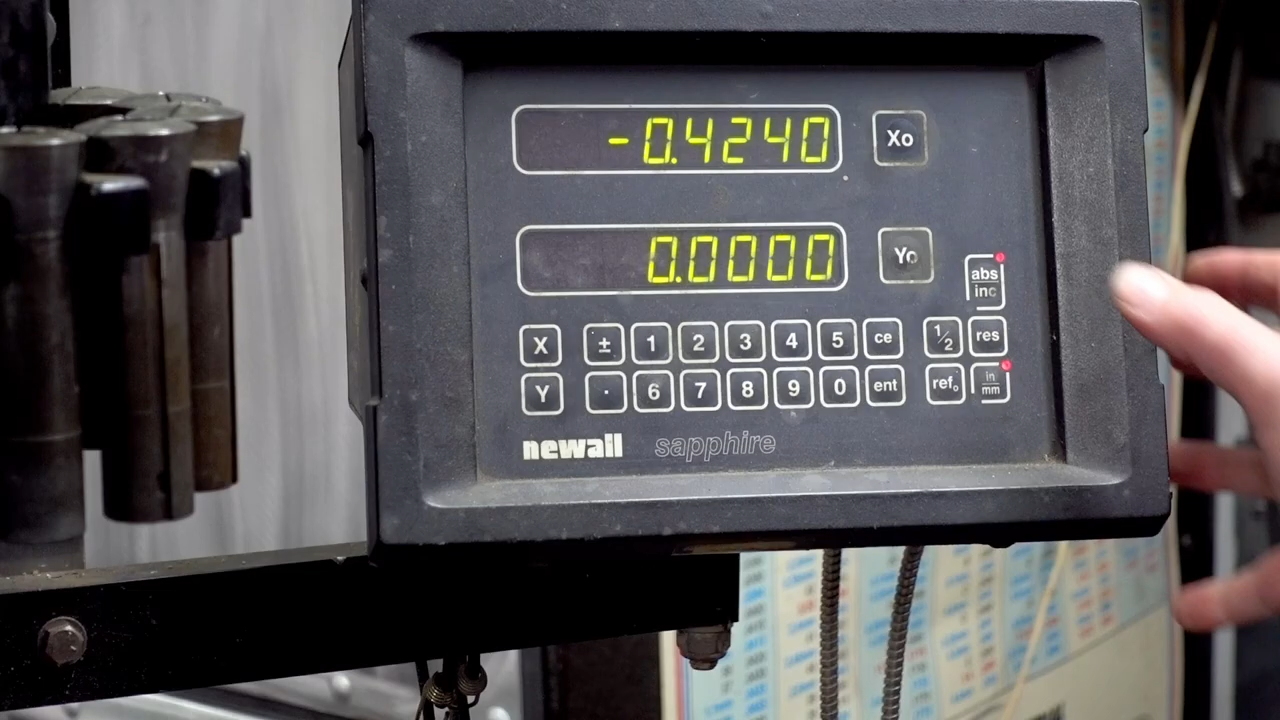 -0.4240 Xo
0.0000 Yo
abs
inc
X ± 1 2 3 4 5 ce 1/2 res
Y . 6 7 8 9 0 ent ref₀ in
mm
newall sapphire